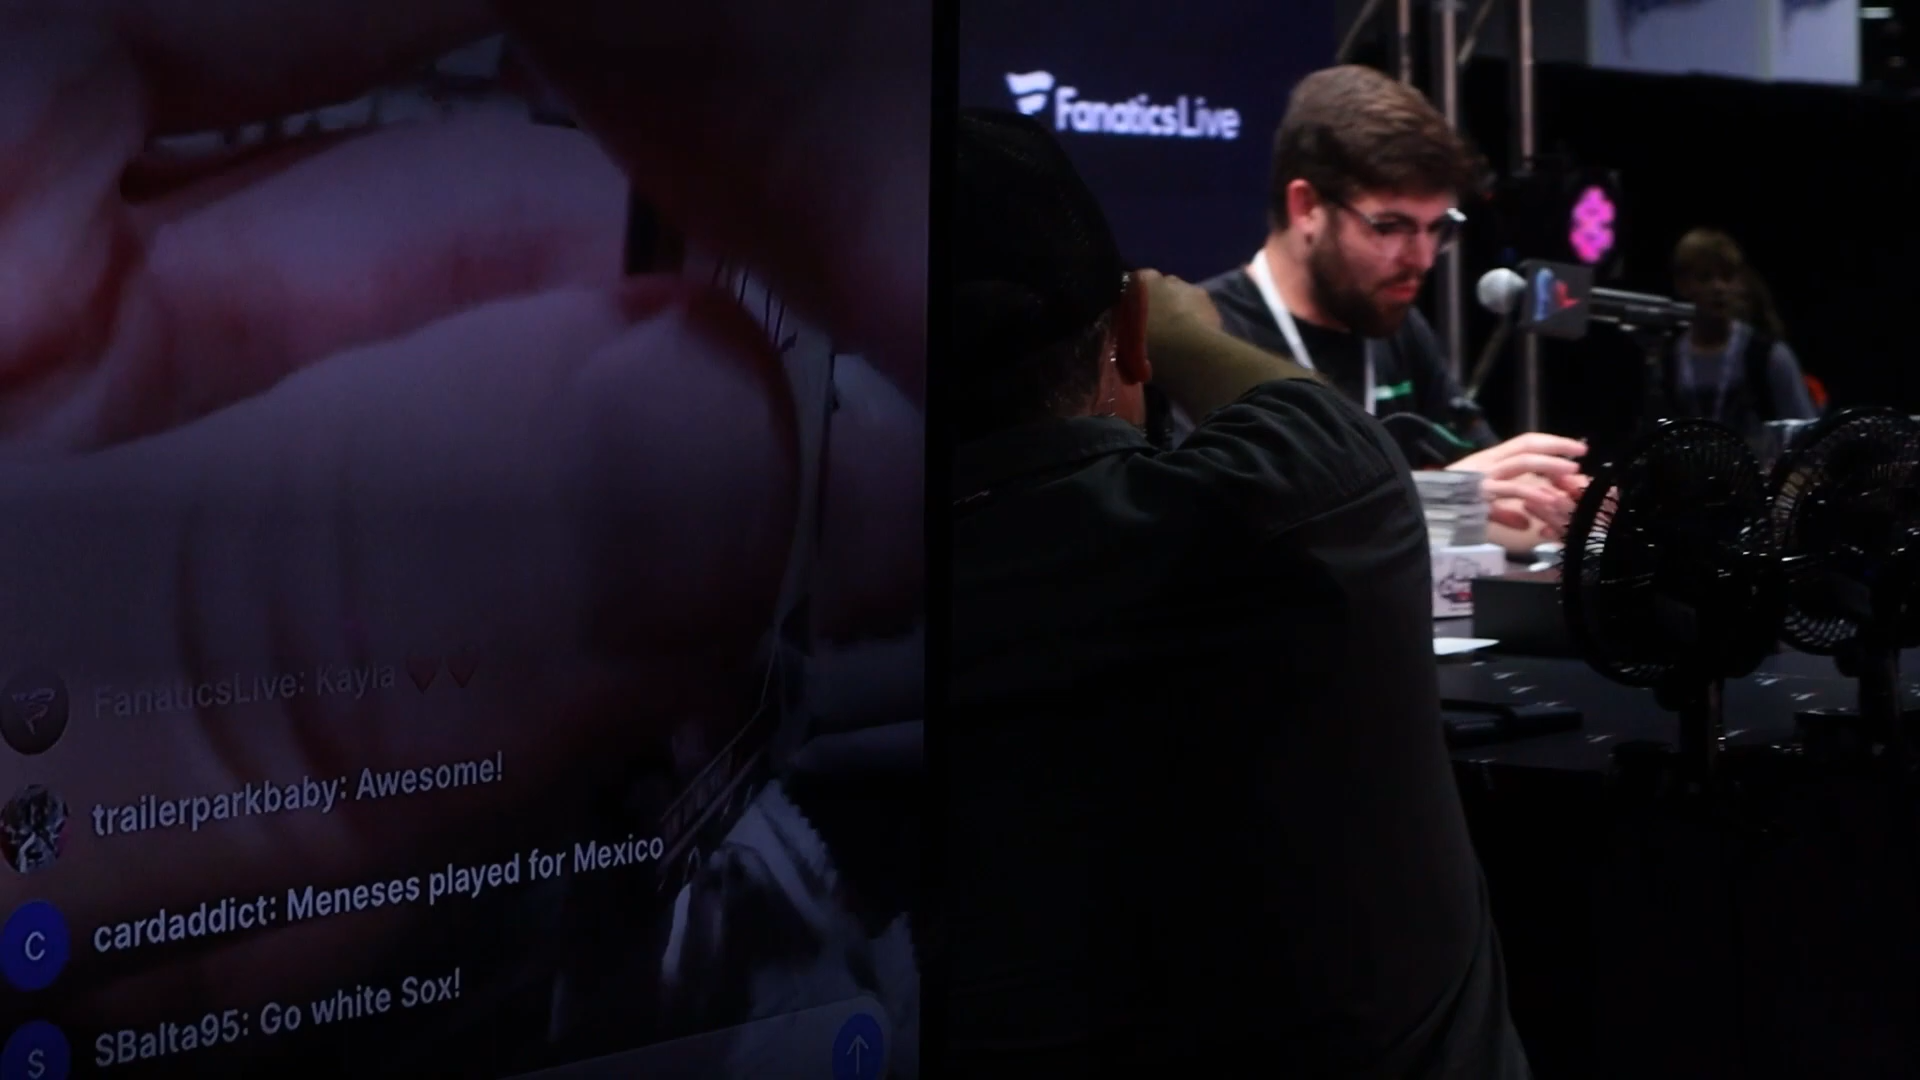 FanaticsLive
FanaticsLive: Kayla ❤❤
trailerparkbaby: Awesome!
C
cardaddict: Meneses played for Mexico
S
SBalta95: Go white Sox!